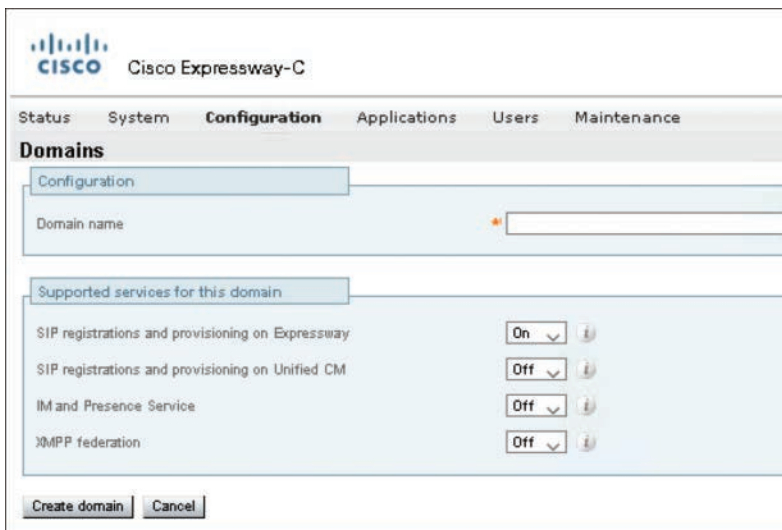 CISCO Cisco Expressway-C
Status System Configuration Applications Users Maintenance
Domains
Configuration
Domain name *
Supported services for this domain
SIP registrations and provisioning on Expressway On i
SIP registrations and provisioning on Unified CM Off i
IM and Presence Service Off i
XMPP federation Off i
Create domain Cancel